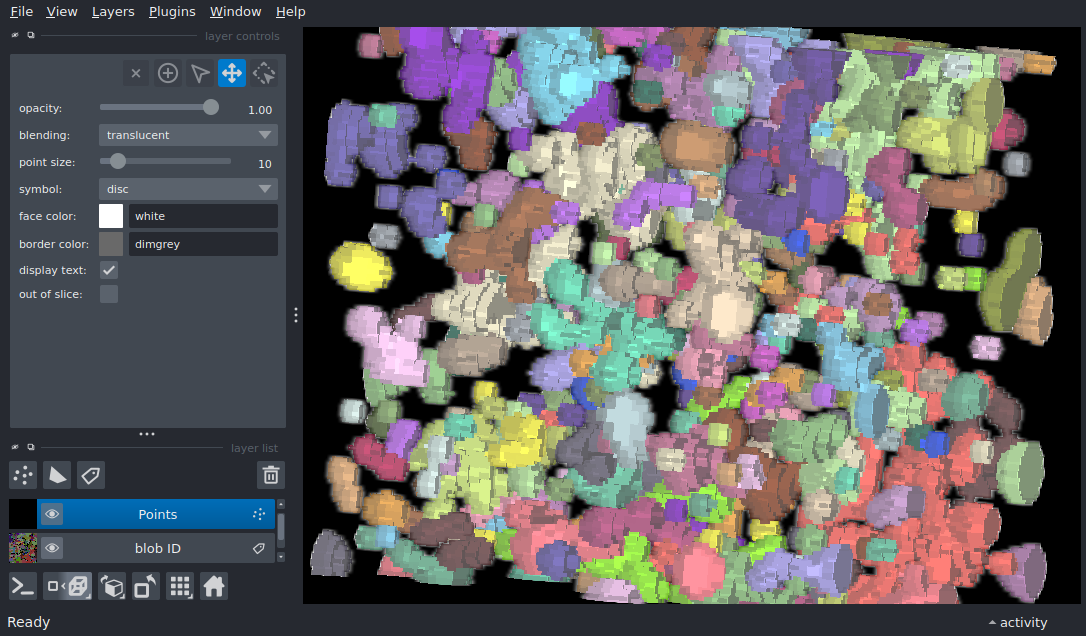 File View Layers Plugins Window Help
layer controls
opacity: 1.00
blending: translucent
point size: 10
symbol: disc
face color: white
border color: dimgrey
display text:
out of slice:
layer list
Points
blob ID
Ready activity